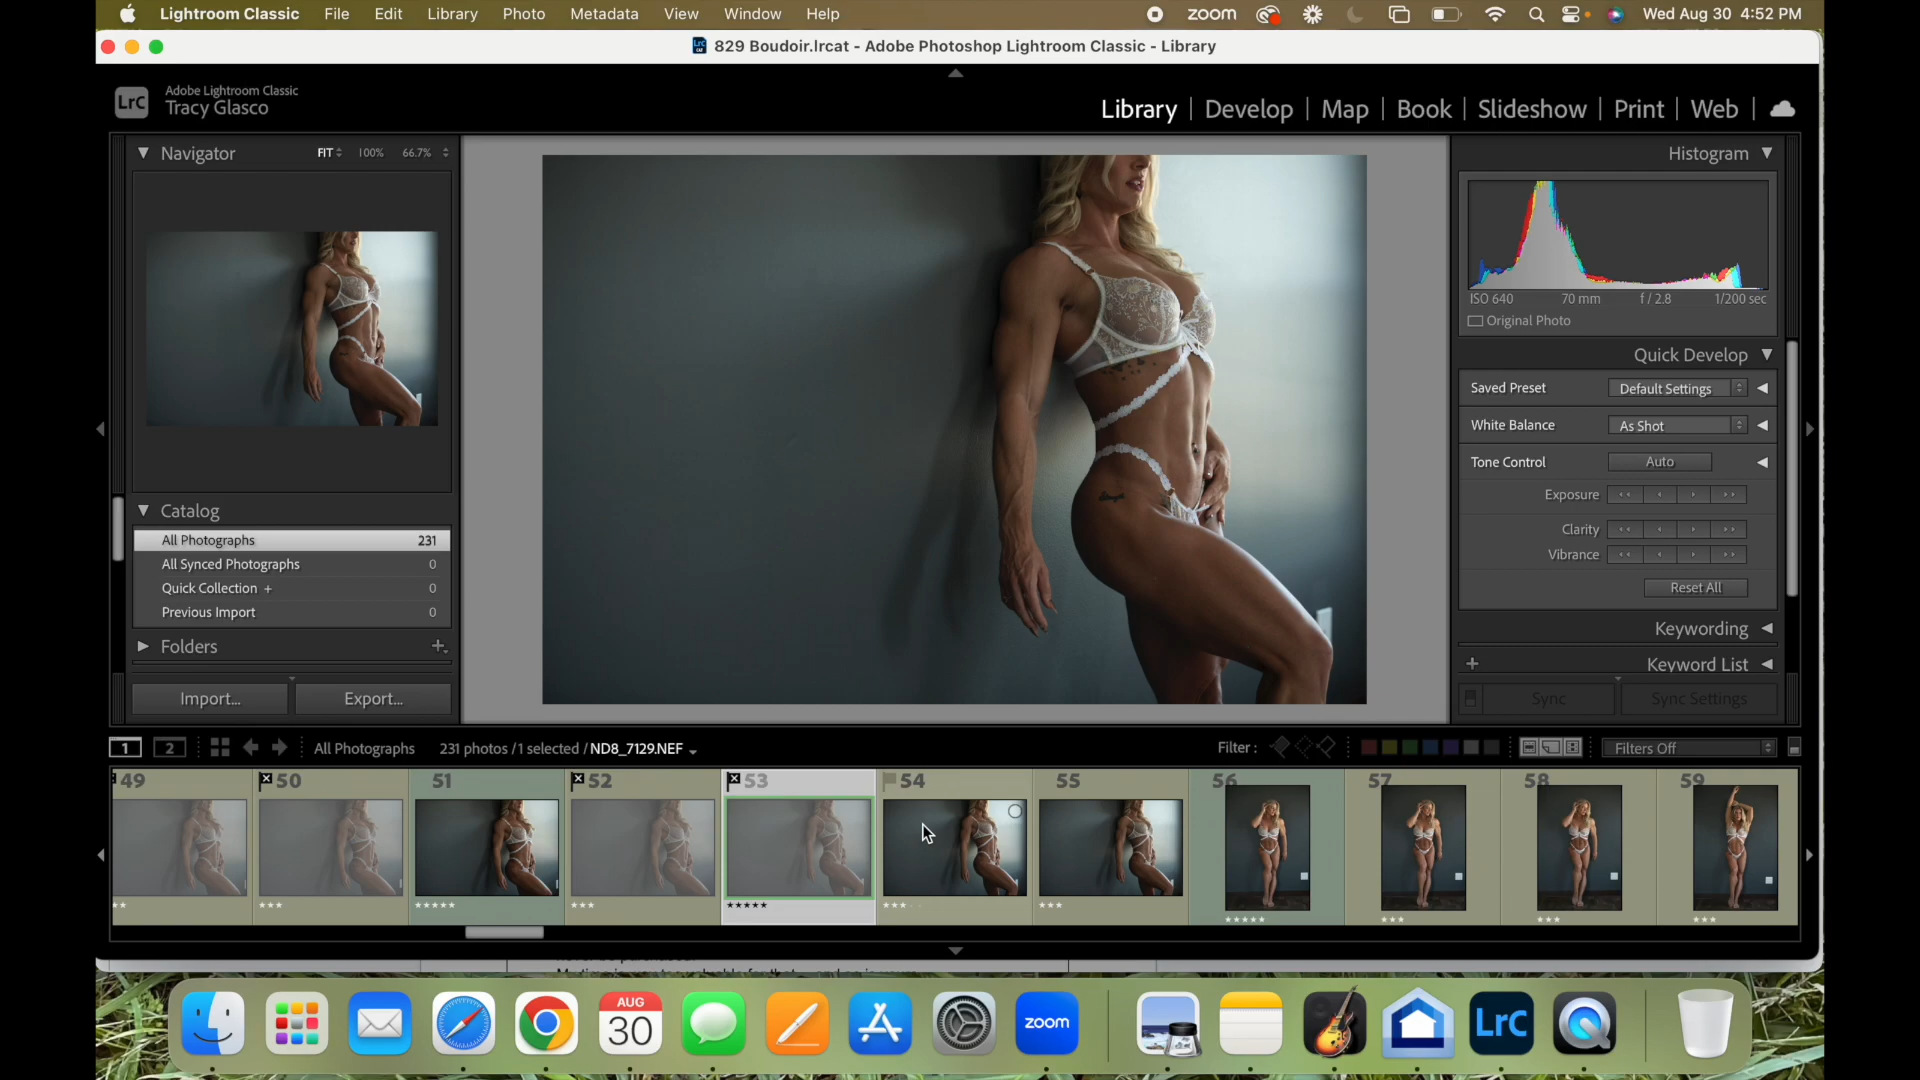 Lightroom Classic File Edit Library Photo Metadata View Window Help zoom Wed Aug 30 4:52 PM
829 Boudoir.lrcat - Adobe Photoshop Lightroom Classic - Library
LrC Adobe Lightroom Classic
Tracy Glasco
Library | Develop | Map | Book | Slideshow | Print | Web
Navigator FIT 100% 66.7%
Histogram
ISO 640 70 mm f / 2.8 1/200 sec
Original Photo
Quick Develop
Saved Preset Default Settings
White Balance As Shot
Tone Control Auto
Exposure
Clarity
Vibrance
Reset All
Keywording
+ Keyword List
Sync Sync Settings
Catalog
All Photographs 231
All Synced Photographs 0
Quick Collection + 0
Previous Import 0
Folders +
Import... Export...
1 2 All Photographs 231 photos / 1 selected / ND8_7129.NEF Filter : Filters Off
49 50 51 52 53 54 55 56 57 58 59
AUG
30
zoom
LrC